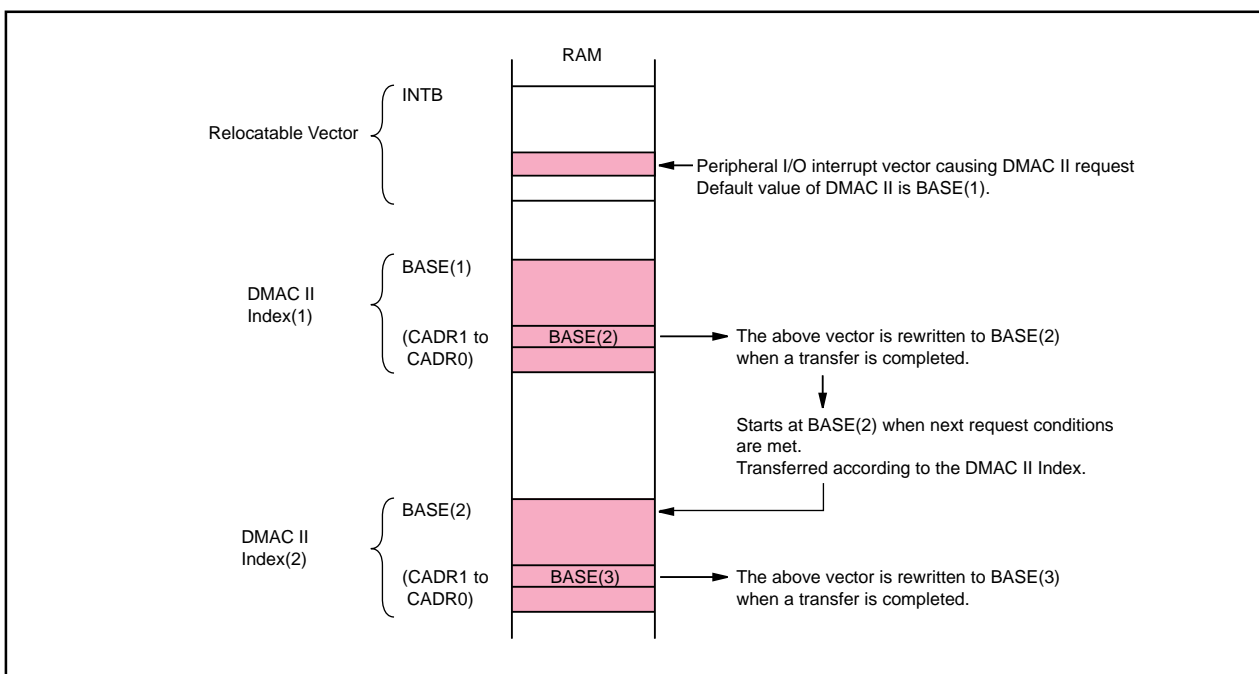 RAM
INTB
Relocatable Vector
Peripheral I/O interrupt vector causing DMAC II request
Default value of DMAC II is BASE(1).
BASE(1)
DMAC II
Index(1)
(CADR1 to
CADR0)
BASE(2)
The above vector is rewritten to BASE(2)
when a transfer is completed.
Starts at BASE(2) when next request conditions
are met.
Transferred according to the DMAC II Index.
BASE(2)
DMAC II
Index(2)
(CADR1 to
CADR0)
BASE(3)
The above vector is rewritten to BASE(3)
when a transfer is completed.